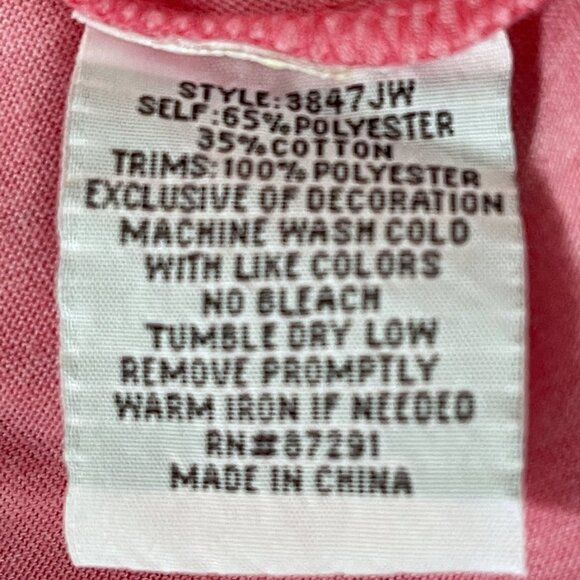 STYLE:3847JW
SELF:65%POLYESTER
35%COTTON
TRIMS:100%POLYESTER
EXCLUSIVE OF DECORATION
MACHINE WASH COLD
WITH LIKE COLORS
NO BLEACH
TUMBLE DRY LOW
REMOVE PROMPTLY
WARM IRON IF NEEDED
RN#87291
MADE IN CHINA